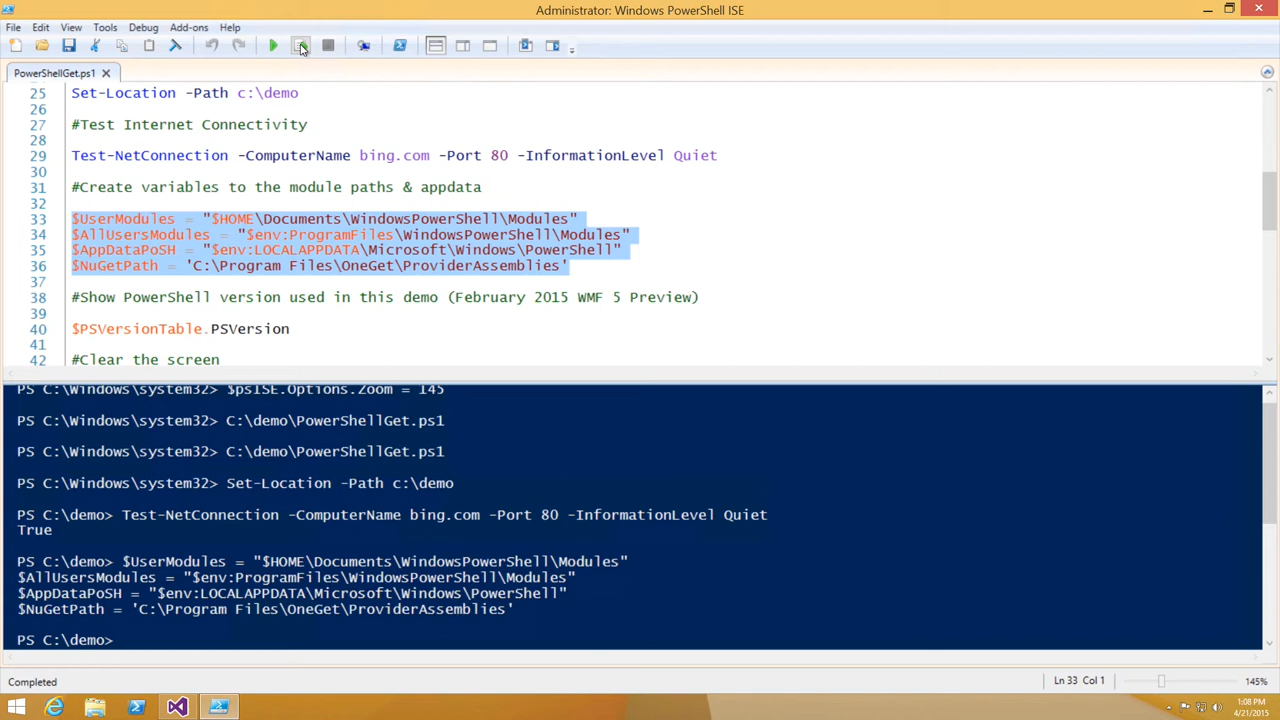 Administrator: Windows PowerShell ISE
File Edit View Tools Debug Add-ons Help
PowerShellGet.ps1
25 Set-Location -Path c:\demo
26
27 #Test Internet Connectivity
28
29 Test-NetConnection -ComputerName bing.com -Port 80 -InformationLevel Quiet
30
31 #Create variables to the module paths & appdata
32
33 $UserModules = "$HOME\Documents\WindowsPowerShell\Modules"
34 $AllUsersModules = "$env:ProgramFiles\WindowsPowerShell\Modules"
35 $AppDataPoSH = "$env:LOCALAPPDATA\Microsoft\Windows\PowerShell"
36 $NuGetPath = 'C:\Program Files\OneGet\ProviderAssemblies'
37
38 #Show PowerShell version used in this demo (February 2015 WMF 5 Preview)
39
40 $PSVersionTable.PSVersion
41
42 #Clear the screen
PS C:\Windows\system32> $psISE.Options.Zoom = 145
PS C:\Windows\system32> C:\demo\PowerShellGet.ps1
PS C:\Windows\system32> C:\demo\PowerShellGet.ps1
PS C:\Windows\system32> Set-Location -Path c:\demo
PS C:\demo> Test-NetConnection -ComputerName bing.com -Port 80 -InformationLevel Quiet
True
PS C:\demo> $UserModules = "$HOME\Documents\WindowsPowerShell\Modules"
$AllUsersModules = "$env:ProgramFiles\WindowsPowerShell\Modules"
$AppDataPoSH = "$env:LOCALAPPDATA\Microsoft\Windows\PowerShell"
$NuGetPath = 'C:\Program Files\OneGet\ProviderAssemblies'
PS C:\demo>
Completed Ln 33 Col 1 145%
1:08 PM
4/21/2015